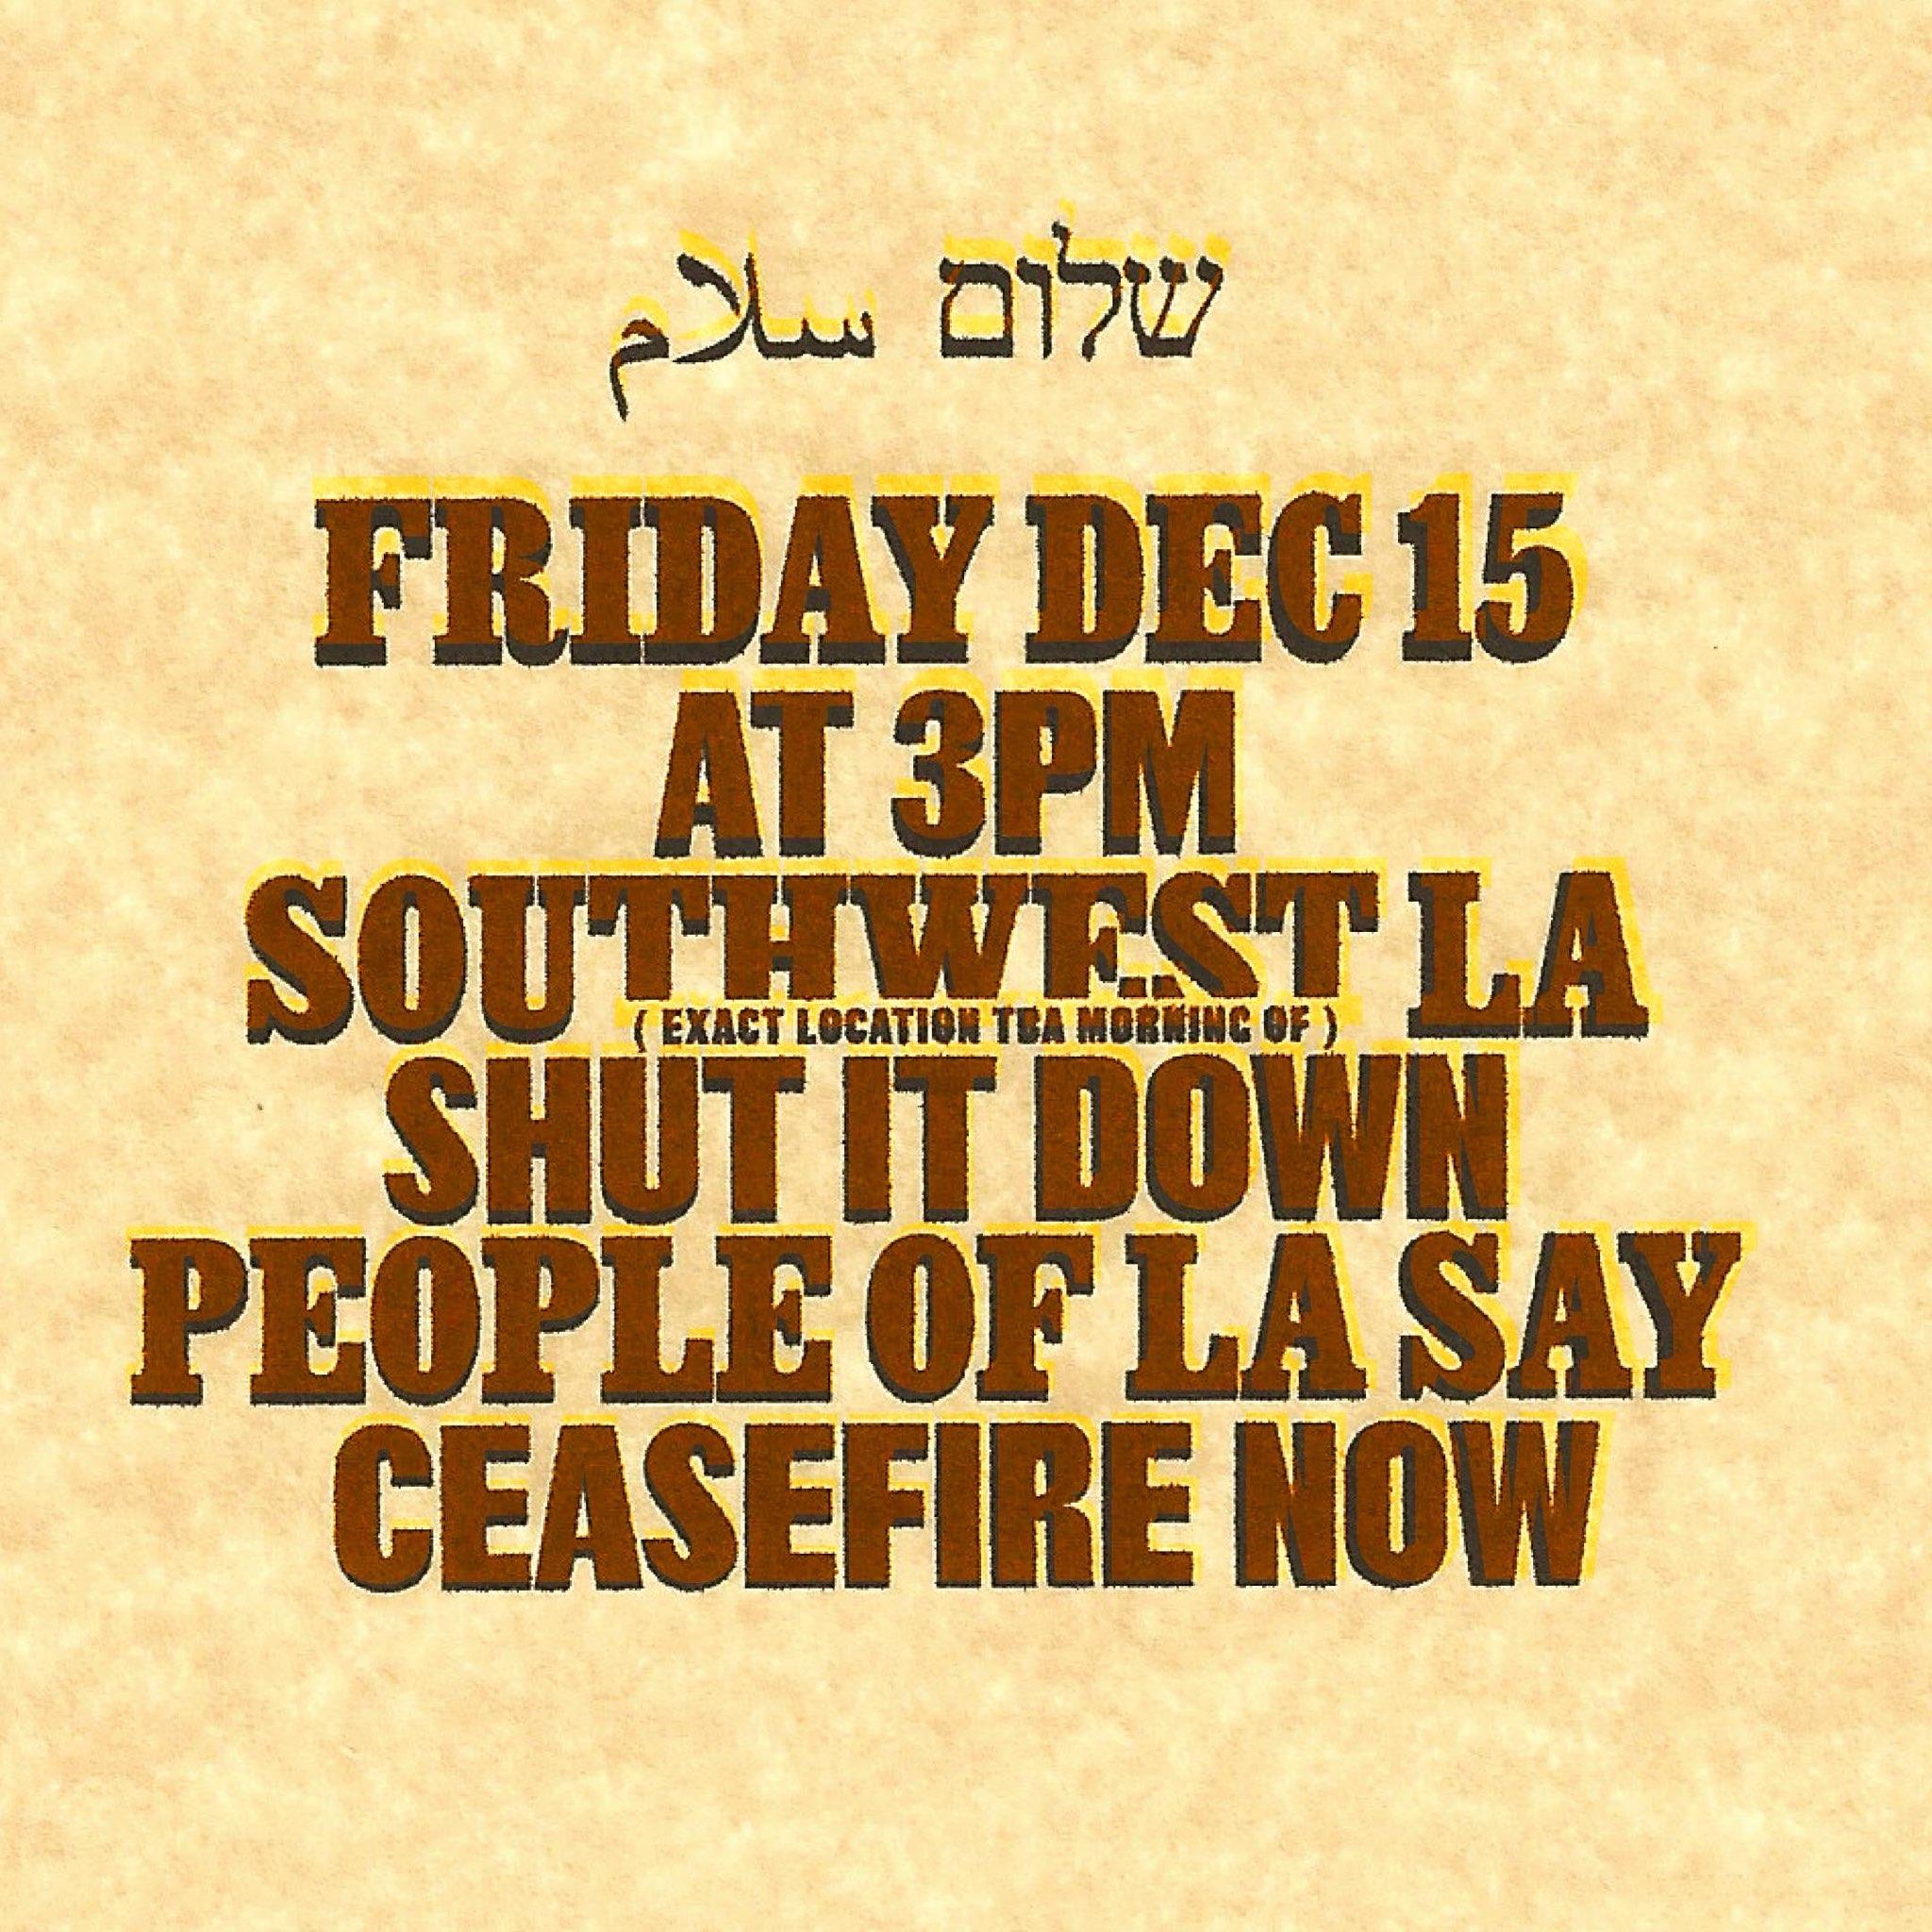 שלום سلام
FRIDAY DEC 15
AT 3PM
SOUTHWEST LA
( EXACT LOCATION TBA MORNING OF )
SHUT IT DOWN
PEOPLE OF LA SAY
CEASEFIRE NOW